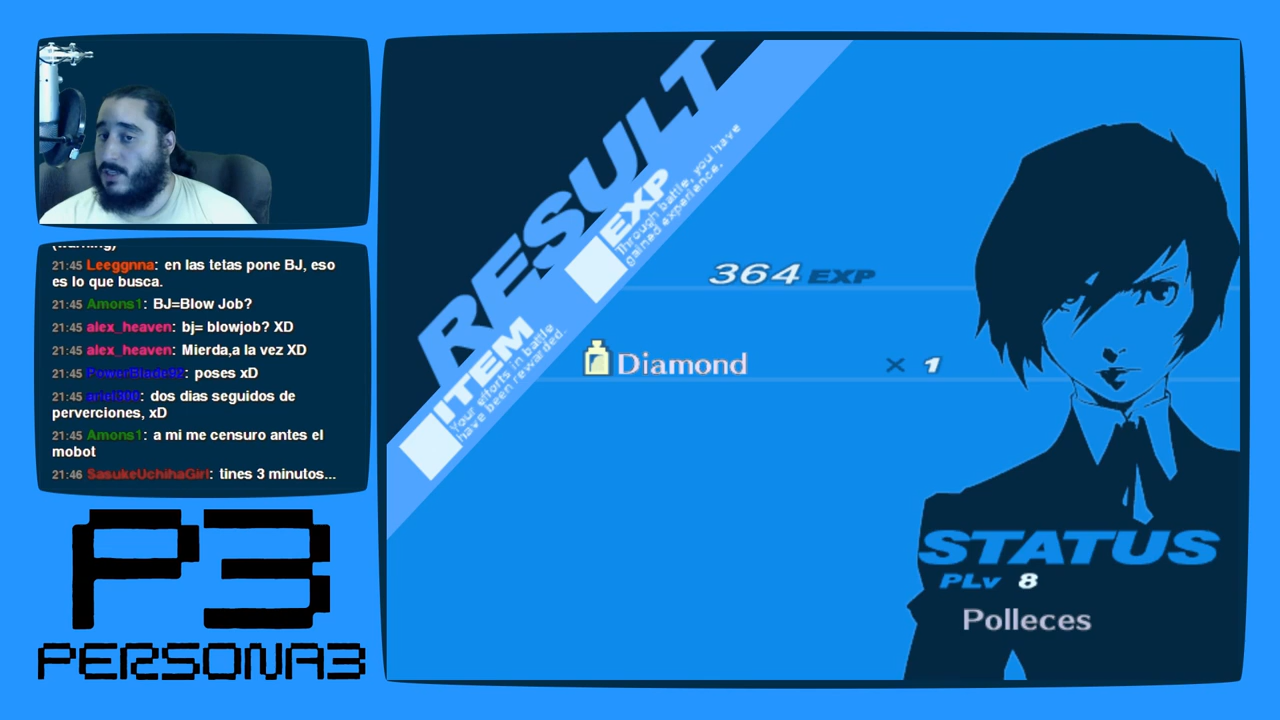 21:45 Leeggnna: en las tetas pone BJ, eso
es lo que busca.
21:45 Amons1: BJ=Blow Job?
21:45 alex_heaven: bj= blowjob? XD
21:45 alex_heaven: Mierda,a la vez XD
21:45 : poses xD
21:45 : dos dias seguidos de
perverciones, xD
21:45 Amons1: a mi me censuro antes el
mobot
21:46 SasukeUchihaGirl: tines 3 minutos...
P3
PERSONA3
RESULT
EXP
Through battle, you have
gained experience.
364 EXP
ITEM
Your efforts in battle
have been rewarded.
Diamond × 1
STATUS
PLv 8
Polleces